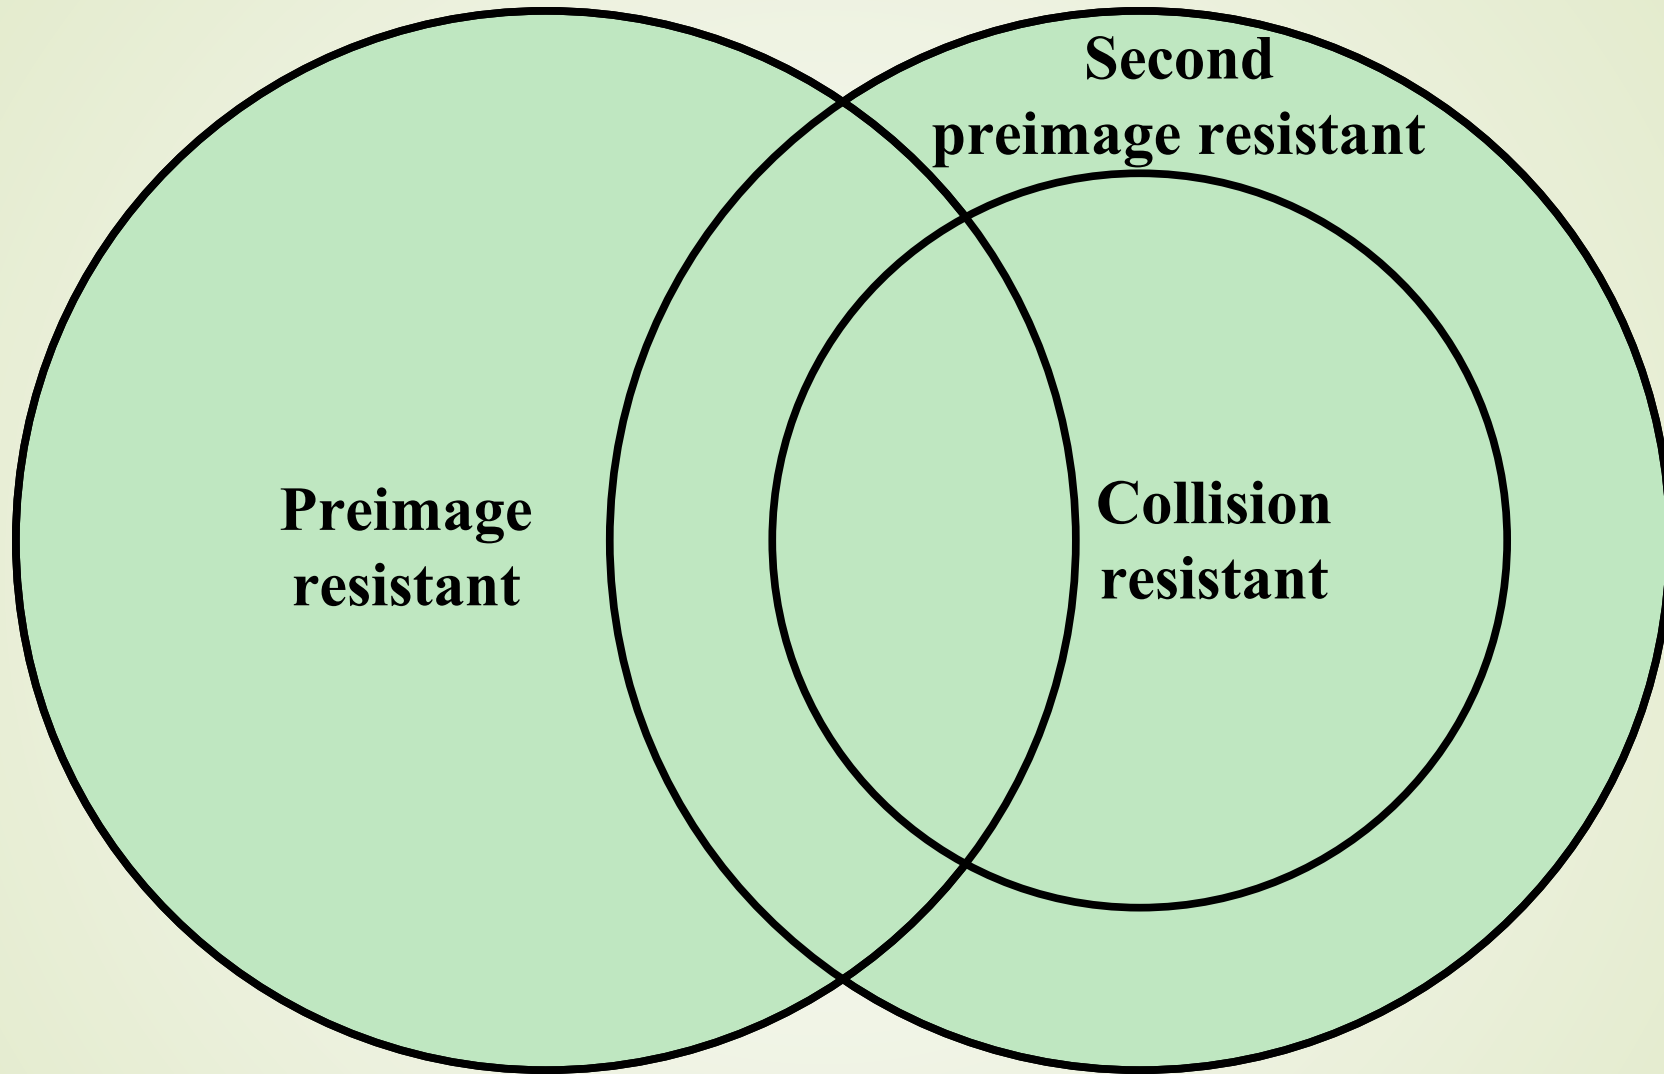 Second
preimage resistant
Preimage
resistant
Collision
resistant